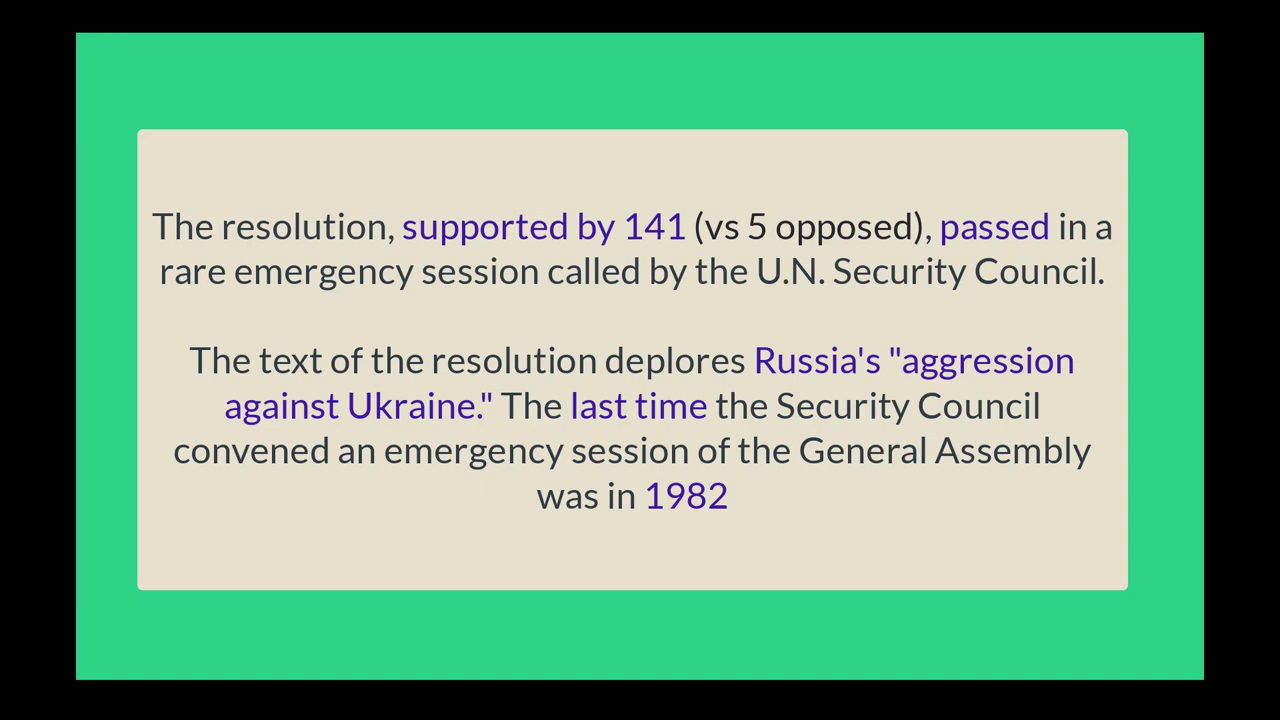 The resolution, supported by 141 (vs 5 opposed), passed in a
rare emergency session called by the U.N. Security Council.
The text of the resolution deplores Russia's "aggression
against Ukraine." The last time the Security Council
convened an emergency session of the General Assembly
was in 1982